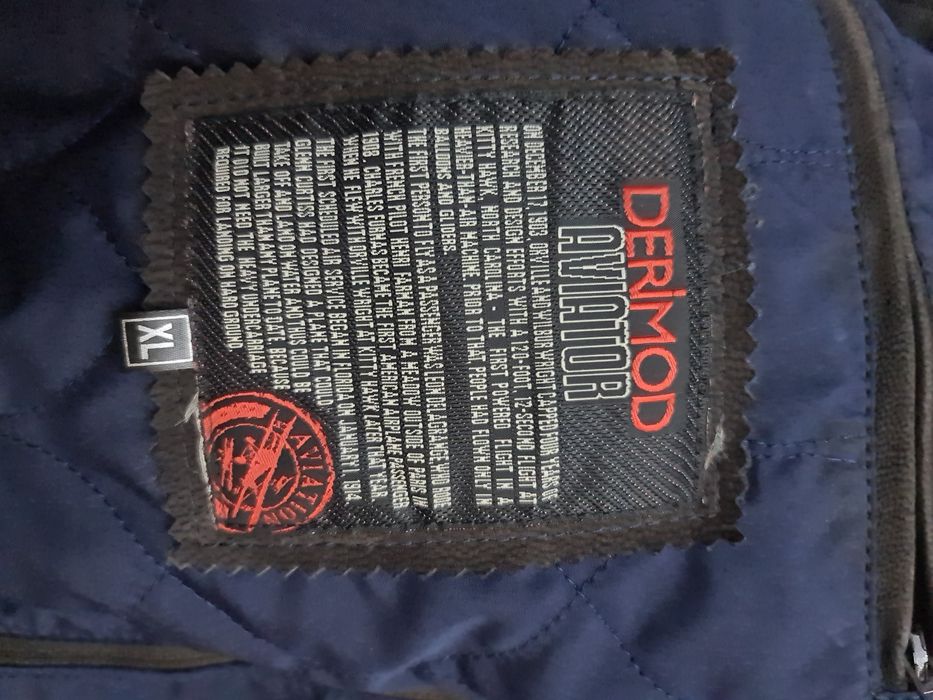 DERİMOD
AVIATOR
ON DECEMBER 17, 1903, ORVILLE AND WILBUR WRIGHT CAPPED FOUR YEARS OF
RESEARCH AND DESIGN EFFORTS WITH A 120-FOOT, 12-SECOND FLIGHT AT
KITTY HAWK, NORTH CAROLINA - THE FIRST POWERED FLIGHT IN A
HEAVIER-THAN-AIR MACHINE. PRIOR TO THAT, PEOPLE HAD FLOWN ONLY IN
BALLOONS AND GLIDERS.
THE FIRST PERSON TO FLY AS A PASSENGER WAS LEON DELAGRANGE, WHO RODE
WITH FRENCH PILOT HENRI FARMAN FROM A MEADOW OUTSIDE OF PARIS IN
1908. CHARLES FURNAS BECAME THE FIRST AMERICAN AIRPLANE PASSENGER
WHEN HE FLEW WITH ORVILLE WRIGHT AT KITTY HAWK LATER THAT YEAR.
THE FIRST SCHEDULED AIR SERVICE BEGAN IN FLORIDA ON JANUARY 1, 1914.
GLENN CURTISS HAD DESIGNED A PLANE THAT COULD
TAKE OFF AND LAND ON WATER AND THUS COULD BE
BUILT LARGER THAN ANY PLANE TO DATE, BECAUSE
IT DID NOT NEED THE HEAVY UNDERCARRIAGE
REQUIRED FOR LANDING ON HARD GROUND.
AVIATION
XL